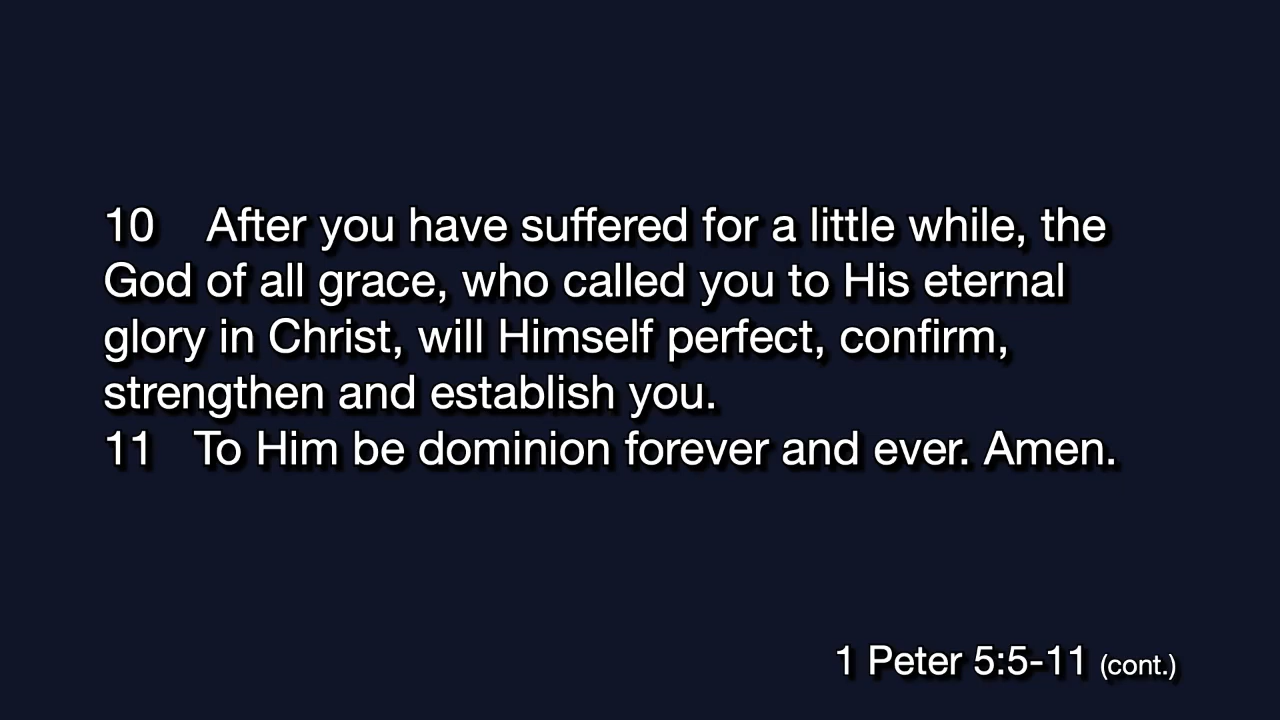 10 After you have suffered for a little while, the
God of all grace, who called you to His eternal
glory in Christ, will Himself perfect, confirm,
strengthen and establish you.
11 To Him be dominion forever and ever. Amen.
1 Peter 5:5-11 (cont.)